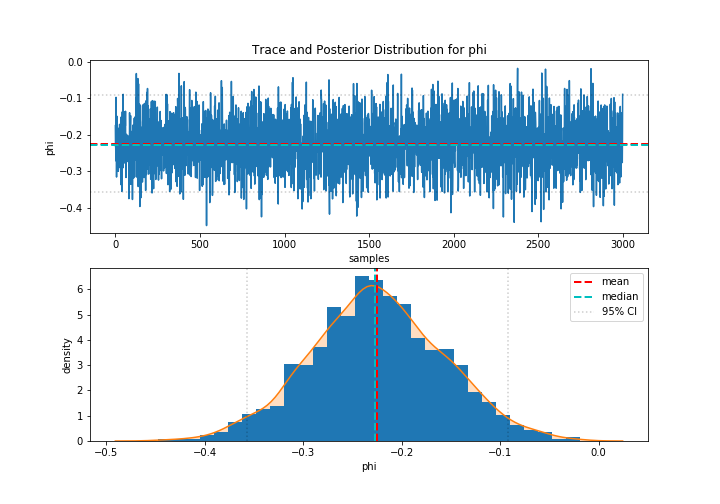 Trace and Posterior Distribution for phi
0.0
−0.1
−0.2
−0.3
−0.4
phi
0 500 1000 1500 2000 2500 3000
samples
6
5
4
3
2
1
0
density
mean
median
95% CI
−0.5 −0.4 −0.3 −0.2 −0.1 0.0
phi